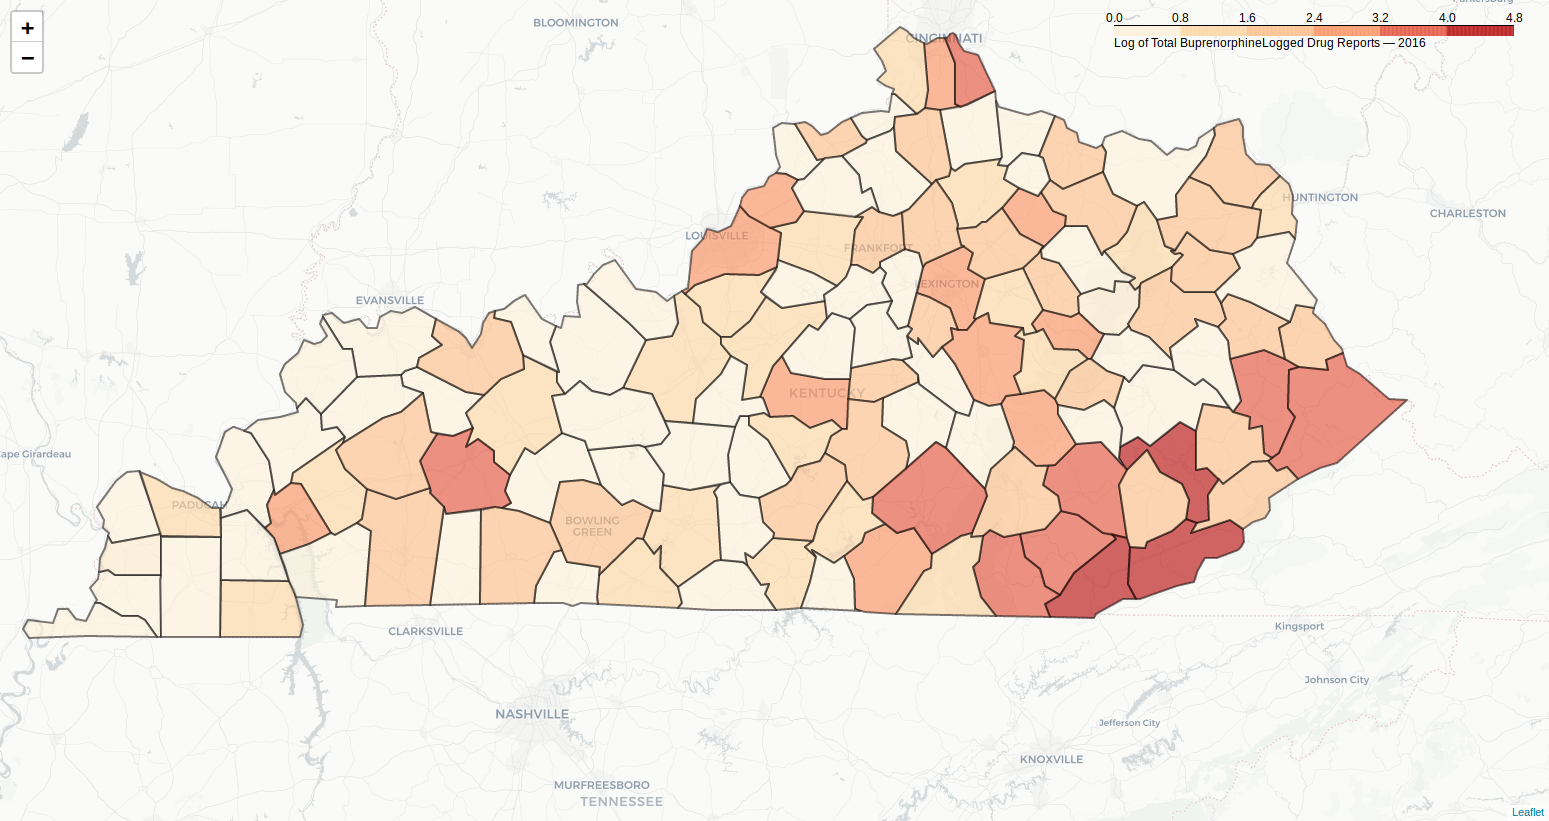 +
−
BLOOMINGTON
CINCINNATI
0.0 0.8 1.6 2.4 3.2 4.0 4.8
Log of Total BuprenorphineLogged Drug Reports — 2016
HUNTINGTON
CHARLESTON
LOUISVILLE
FRANKFORT
LEXINGTON
EVANSVILLE
KENTUCKY
ape Girardeau
PADUCAH
BOWLING
GREEN
CLARKSVILLE
Kingsport
Johnson City
NASHVILLE
Jefferson City
KNOXVILLE
MURFREESBORO
TENNESSEE
Leaflet